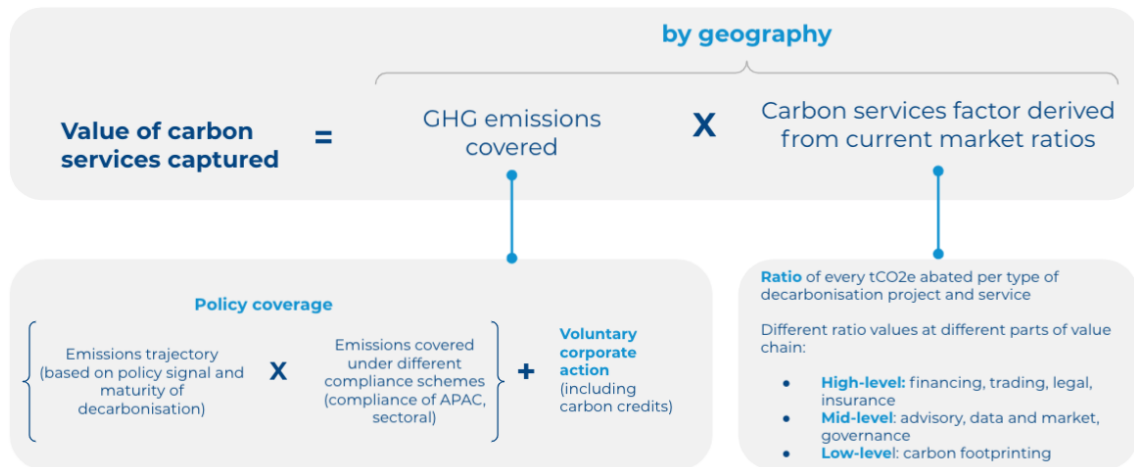 by geography
Value of carbon
services captured
=
GHG emissions
covered
X
Carbon services factor derived
from current market ratios
Policy coverage
Emissions trajectory
(based on policy signal and
maturity of
decarbonisation)
X
Emissions covered
under different
compliance schemes
(compliance of APAC,
sectoral)
+
Voluntary
corporate
action
(including
carbon credits)
Ratio of every tCO2e abated per type of
decarbonisation project and service
Different ratio values at different parts of value
chain:
● High-level: financing, trading, legal,
insurance
● Mid-level: advisory, data and market,
governance
● Low-level: carbon footprinting